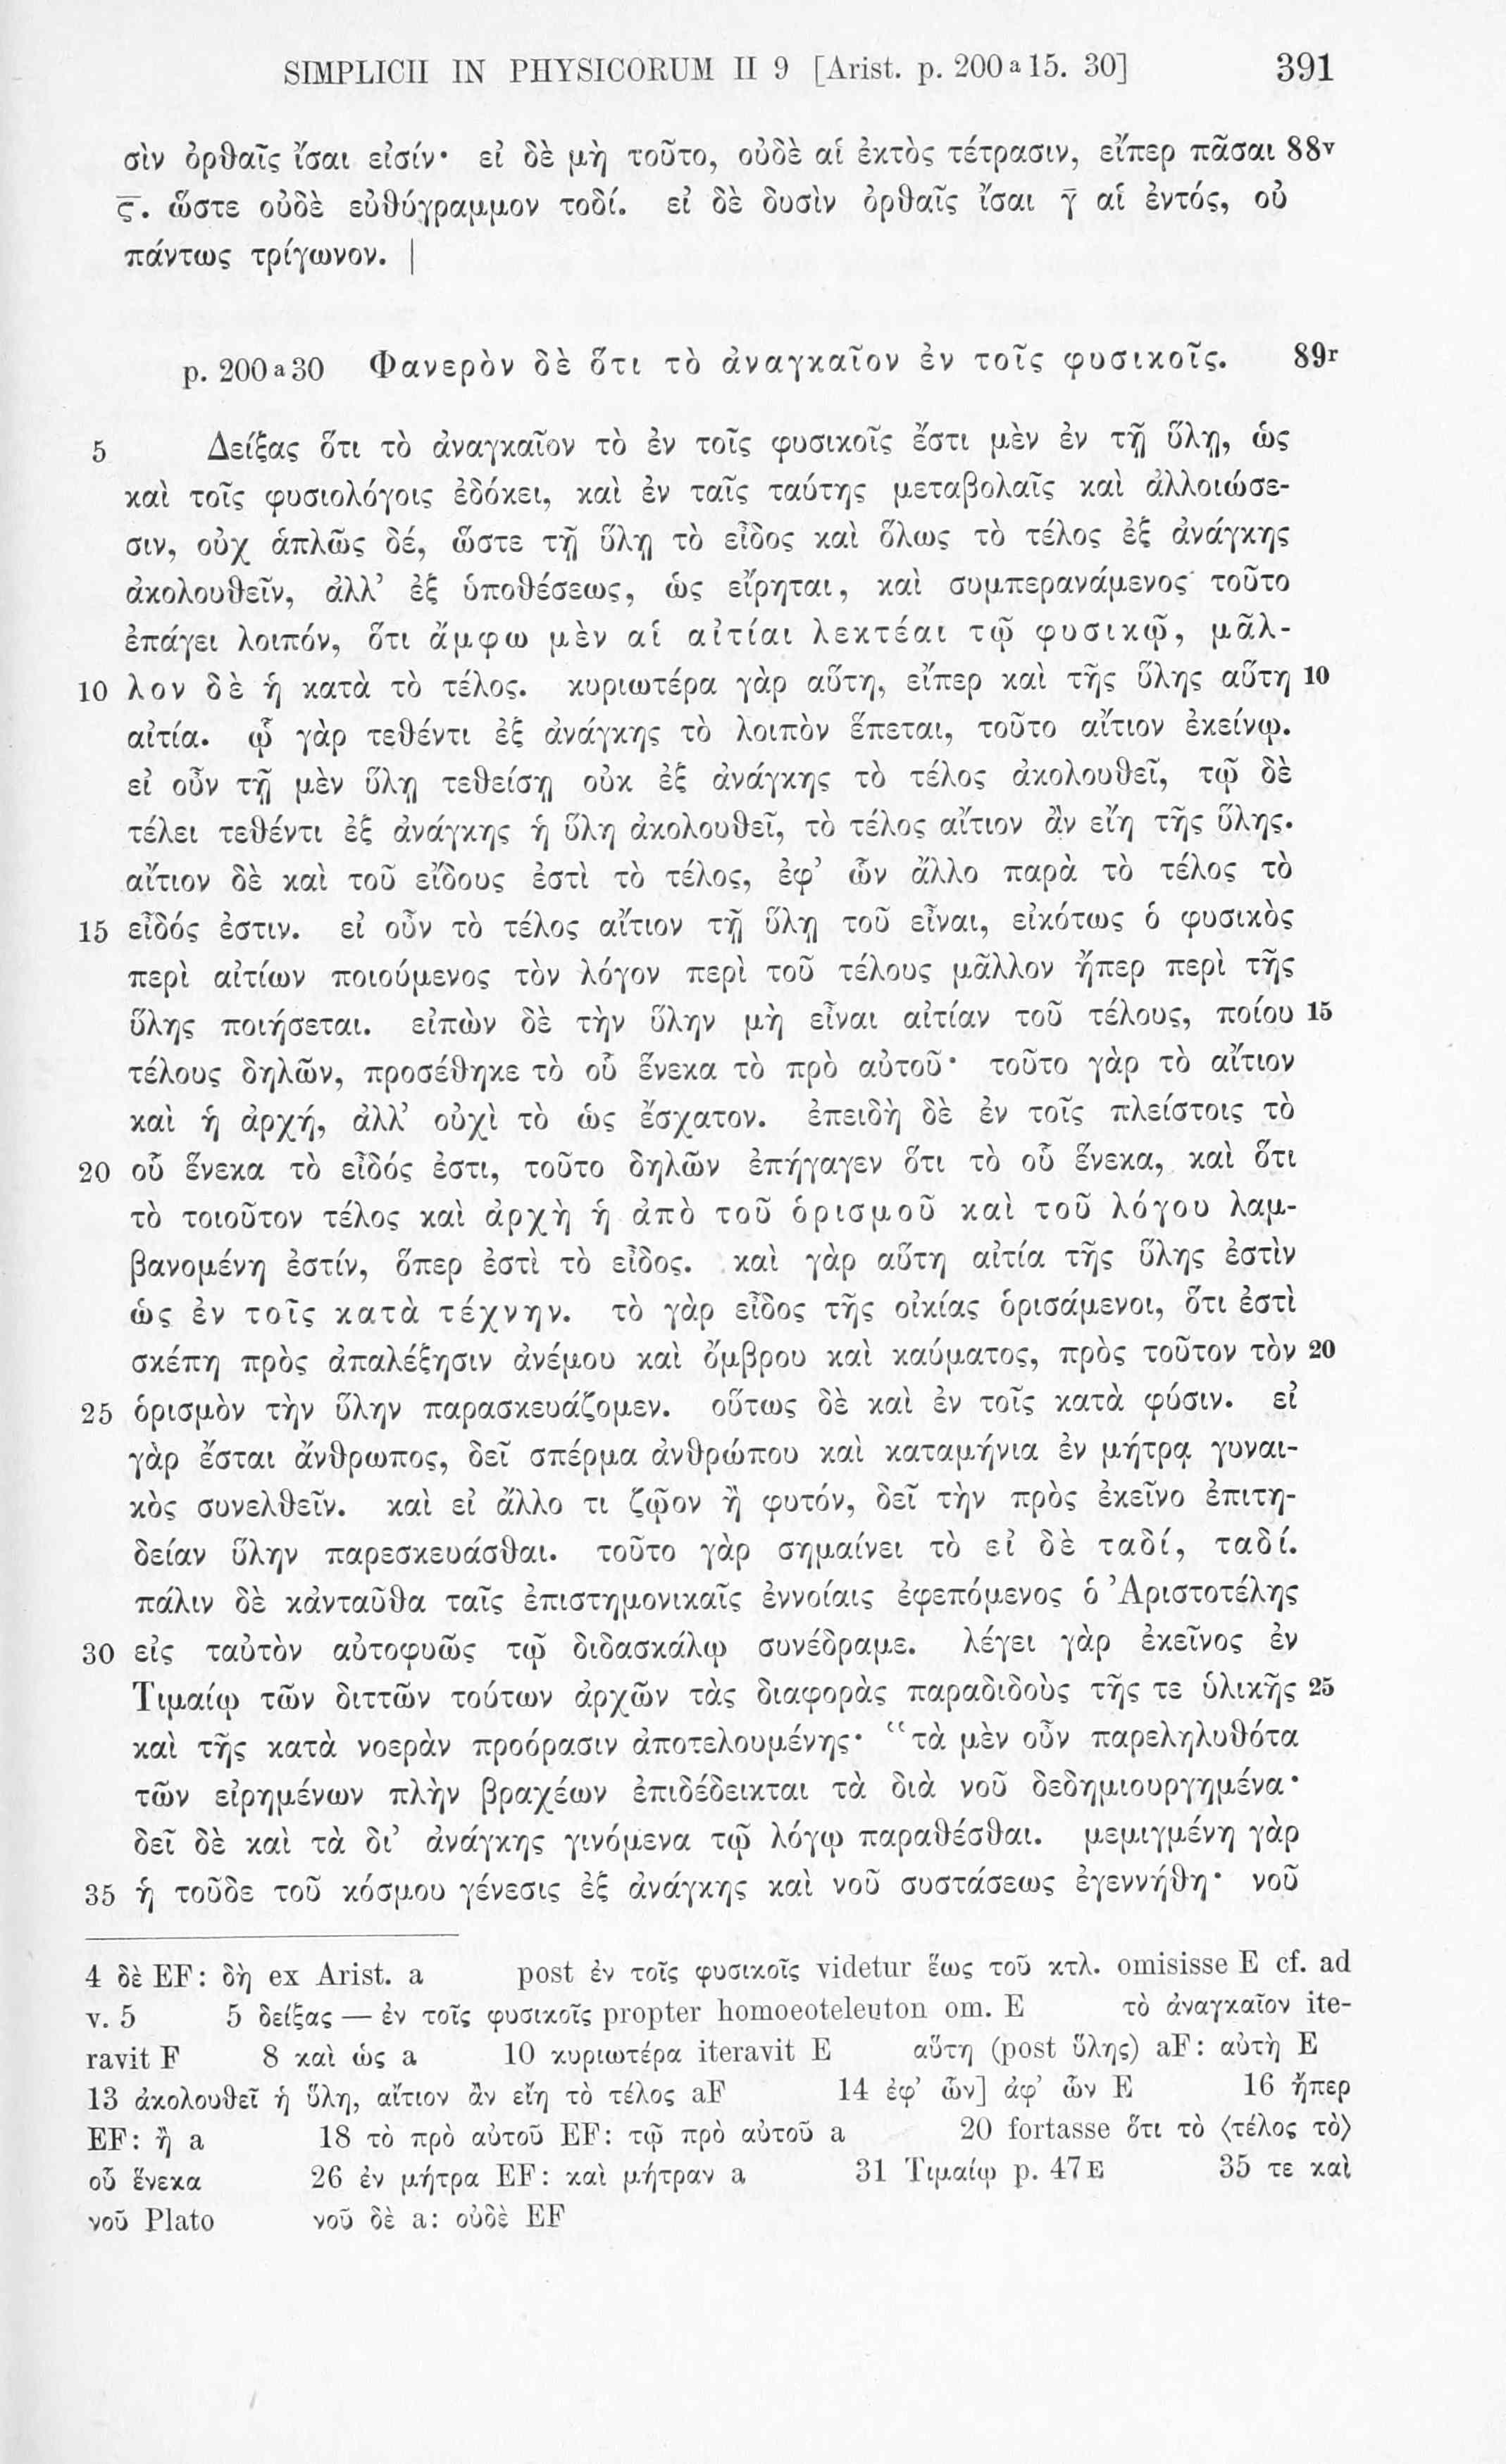 SIMPLICII IN PHYSICORUM II 9 [Arist. p. 200 a 15. 30] 391
σὶν ὀρθαῖς ἴσαι εἰσίν· εἰ δὲ μὴ τοῦτο, οὐδὲ αἱ ἐκτὸς τέτρασιν, εἴπερ πᾶσαι 88v
ϛ̄. ὥστε οὐδὲ εὐθύγραμμον τοδί. εἰ δὲ δυσὶν ὀρθαῖς ἴσαι γ̄ αἱ ἐντός, οὐ
πάντως τρίγωνον. |
p. 200 a 30 Φανερὸν δὲ ὅτι τὸ ἀναγκαῖον ἐν τοῖς φυσικοῖς. 89r
5 Δείξας ὅτι τὸ ἀναγκαῖον τὸ ἐν τοῖς φυσικοῖς ἔστι μὲν ἐν τῇ ὕλῃ, ὡς
καὶ τοῖς φυσιολόγοις ἐδόκει, καὶ ἐν ταῖς ταύτης μεταβολαῖς καὶ ἀλλοιώσε-
σιν, οὐχ ἁπλῶς δέ, ὥστε τῇ ὕλῃ τὸ εἶδος καὶ ὅλως τὸ τέλος ἐξ ἀνάγκης
ἀκολουθεῖν, ἀλλ’ ἐξ ὑποθέσεως, ὡς εἴρηται, καὶ συμπερανάμενος τοῦτο
ἐπάγει λοιπόν, ὅτι ἄμφω μὲν αἱ αἰτίαι λεκτέαι τῷ φυσικῷ, μᾶλ-
10 λον δὲ ἡ κατὰ τὸ τέλος. κυριωτέρα γὰρ αὕτη, εἴπερ καὶ τῆς ὕλης αὕτη 10
αἰτία. ᾧ γὰρ τεθέντι ἐξ ἀνάγκης τὸ λοιπὸν ἕπεται, τοῦτο αἴτιον ἐκείνῳ.
εἰ οὖν τῇ μὲν ὕλῃ τεθείσῃ οὐκ ἐξ ἀνάγκης τὸ τέλος ἀκολουθεῖ, τῷ δὲ
τέλει τεθέντι ἐξ ἀνάγκης ἡ ὕλη ἀκολουθεῖ, τὸ τέλος αἴτιον ἂν εἴη τῆς ὕλης.
αἴτιον δὲ καὶ τοῦ εἴδους ἐστὶ τὸ τέλος, ἐφ’ ὧν ἄλλο παρὰ τὸ τέλος τὸ
15 εἶδός ἐστιν. εἰ οὖν τὸ τέλος αἴτιον τῇ ὕλῃ τοῦ εἶναι, εἰκότως ὁ φυσικὸς
περὶ αἰτίων ποιούμενος τὸν λόγον περὶ τοῦ τέλους μᾶλλον ἤπερ περὶ τῆς
ὕλης ποιήσεται. εἰπὼν δὲ τὴν ὕλην μὴ εἶναι αἰτίαν τοῦ τέλους, ποίου 15
τέλους δηλῶν, προσέθηκε τὸ οὗ ἕνεκα τὸ πρὸ αὐτοῦ· τοῦτο γὰρ τὸ αἴτιον
καὶ ἡ ἀρχή, ἀλλ’ οὐχὶ τὸ ὡς ἔσχατον. ἐπειδὴ δὲ ἐν τοῖς πλείστοις τὸ
20 οὗ ἕνεκα τὸ εἶδός ἐστι, τοῦτο δηλῶν ἐπήγαγεν ὅτι τὸ οὗ ἕνεκα, καὶ ὅτι
τὸ τοιοῦτον τέλος καὶ ἀρχὴ ἡ ἀπὸ τοῦ ὁρισμοῦ καὶ τοῦ λόγου λαμ-
βανομένη ἐστίν, ὅπερ ἐστὶ τὸ εἶδος. καὶ γὰρ αὕτη αἰτία τῆς ὕλης ἐστὶν
ὡς ἐν τοῖς κατὰ τέχνην. τὸ γὰρ εἶδος τῆς οἰκίας ὁρισάμενοι, ὅτι ἐστὶ
σκέπη πρὸς ἀπαλέξησιν ἀνέμου καὶ ὄμβρου καὶ καύματος, πρὸς τοῦτον τὸν 20
25 ὁρισμὸν τὴν ὕλην παρασκευάζομεν. οὕτως δὲ καὶ ἐν τοῖς κατὰ φύσιν. εἰ
γὰρ ἔσται ἄνθρωπος, δεῖ σπέρμα ἀνθρώπου καὶ καταμήνια ἐν μήτρᾳ γυναι-
κὸς συνελθεῖν. καὶ εἰ ἄλλο τι ζῷον ἢ φυτόν, δεῖ τὴν πρὸς ἐκεῖνο ἐπιτη-
δείαν ὕλην παρεσκευάσθαι. τοῦτο γὰρ σημαίνει τὸ εἰ δὲ ταδί, ταδί.
πάλιν δὲ κἀνταῦθα ταῖς ἐπιστημονικαῖς ἐννοίαις ἐφεπόμενος ὁ Ἀριστοτέλης
30 εἰς ταὐτὸν αὐτοφυῶς τῷ διδασκάλῳ συνέδραμε. λέγει γὰρ ἐκεῖνος ἐν
Τιμαίῳ τῶν διττῶν τούτων ἀρχῶν τὰς διαφορὰς παραδιδοὺς τῆς τε ὑλικῆς 25
καὶ τῆς κατὰ νοερὰν προόρασιν ἀποτελουμένης· “τὰ μὲν οὖν παρεληλυθότα
τῶν εἰρημένων πλὴν βραχέων ἐπιδέδεικται τὰ διὰ νοῦ δεδημιουργημένα·
δεῖ δὲ καὶ τὰ δι’ ἀνάγκης γινόμενα τῷ λόγῳ παραθέσθαι. μεμιγμένη γὰρ
35 ἡ τοῦδε τοῦ κόσμου γένεσις ἐξ ἀνάγκης καὶ νοῦ συστάσεως ἐγεννήθη· νοῦ
4 δὲ EF: δὴ ex Arist. a post ἐν τοῖς φυσικοῖς videtur ἕως τοῦ κτλ. omisisse E cf. ad
v. 5 5 δείξας — ἐν τοῖς φυσικοῖς propter homoeoteleuton om. E τὸ ἀναγκαῖον ite-
ravit F 8 καὶ ὡς a 10 κυριωτέρα iteravit E αὕτη (post ὕλης) aF: αὐτὴ E
13 ἀκολουθεῖ ἡ ὕλη, αἴτιον ἂν εἴη τὸ τέλος aF 14 ἐφ’ ὧν] ἀφ’ ὧν E 16 ἤπερ
EF: ἢ a 18 τὸ πρὸ αὐτοῦ EF: τῷ πρὸ αὐτοῦ a 20 fortasse ὅτι τὸ ⟨τέλος τὸ⟩
οὗ ἕνεκα 26 ἐν μήτρα EF: καὶ μήτραν a 31 Τιμαίῳ p. 47E 35 τε καὶ
νοῦ Plato νοῦ δὲ a: οὐδὲ EF